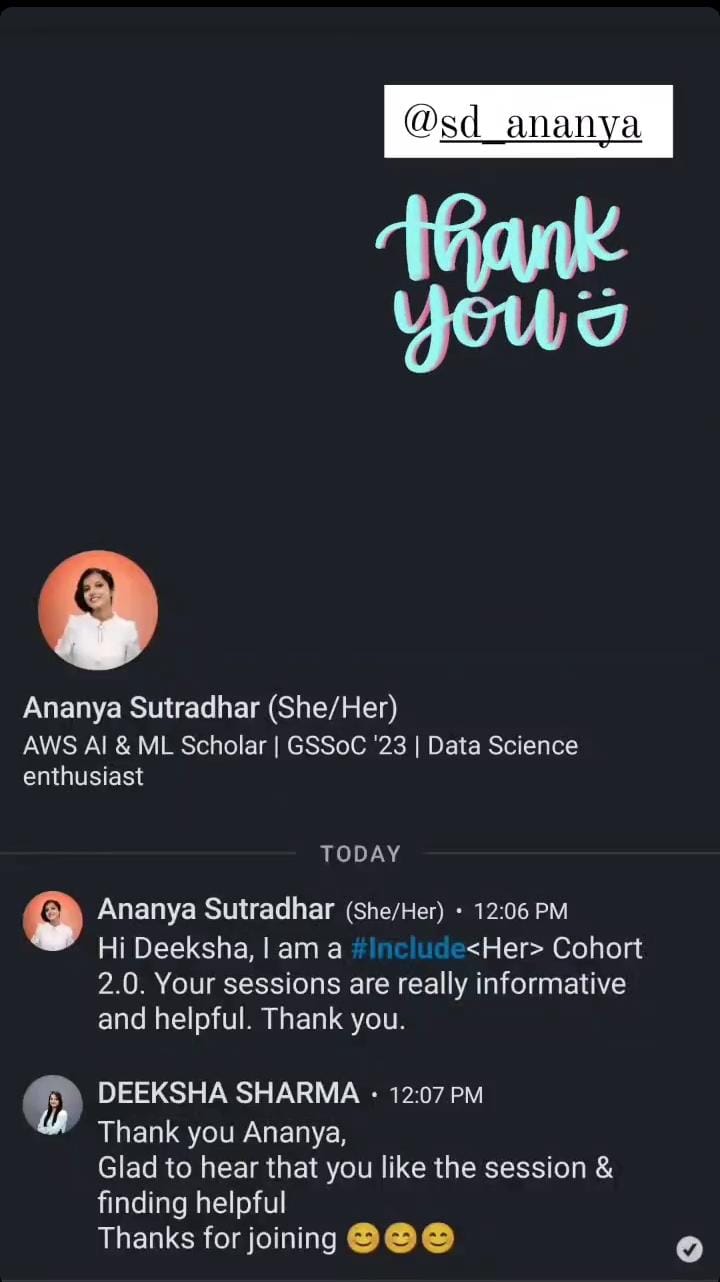 @sd_ananya
thank
you
Ananya Sutradhar (She/Her)
AWS AI & ML Scholar | GSSoC '23 | Data Science
enthusiast
TODAY
Ananya Sutradhar (She/Her) • 12:06 PM
Hi Deeksha, I am a #Include<Her> Cohort
2.0. Your sessions are really informative
and helpful. Thank you.
DEEKSHA SHARMA • 12:07 PM
Thank you Ananya,
Glad to hear that you like the session &
finding helpful
Thanks for joining 😊😊😊